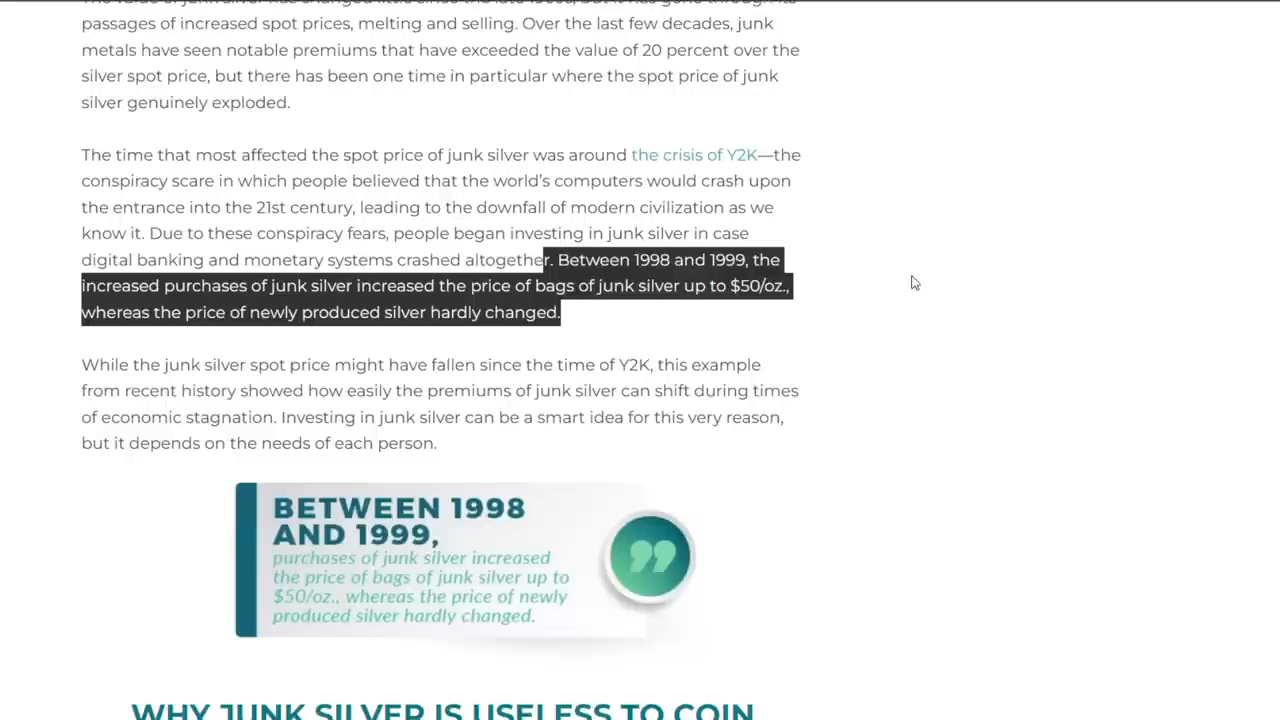 passages of increased spot prices, melting and selling. Over the last few decades, junk
metals have seen notable premiums that have exceeded the value of 20 percent over the
silver spot price, but there has been one time in particular where the spot price of junk
silver genuinely exploded.
The time that most affected the spot price of junk silver was around the crisis of Y2K—the
conspiracy scare in which people believed that the world's computers would crash upon
the entrance into the 21st century, leading to the downfall of modern civilization as we
know it. Due to these conspiracy fears, people began investing in junk silver in case
digital banking and monetary systems crashed altogether. Between 1998 and 1999, the
increased purchases of junk silver increased the price of bags of junk silver up to $50/oz.,
whereas the price of newly produced silver hardly changed.
While the junk silver spot price might have fallen since the time of Y2K, this example
from recent history showed how easily the premiums of junk silver can shift during times
of economic stagnation. Investing in junk silver can be a smart idea for this very reason,
but it depends on the needs of each person.
BETWEEN 1998
AND 1999,
purchases of junk silver increased
the price of bags of junk silver up to
$50/oz., whereas the price of newly
produced silver hardly changed.
WHY JUNK SILVER IS USELESS TO COIN